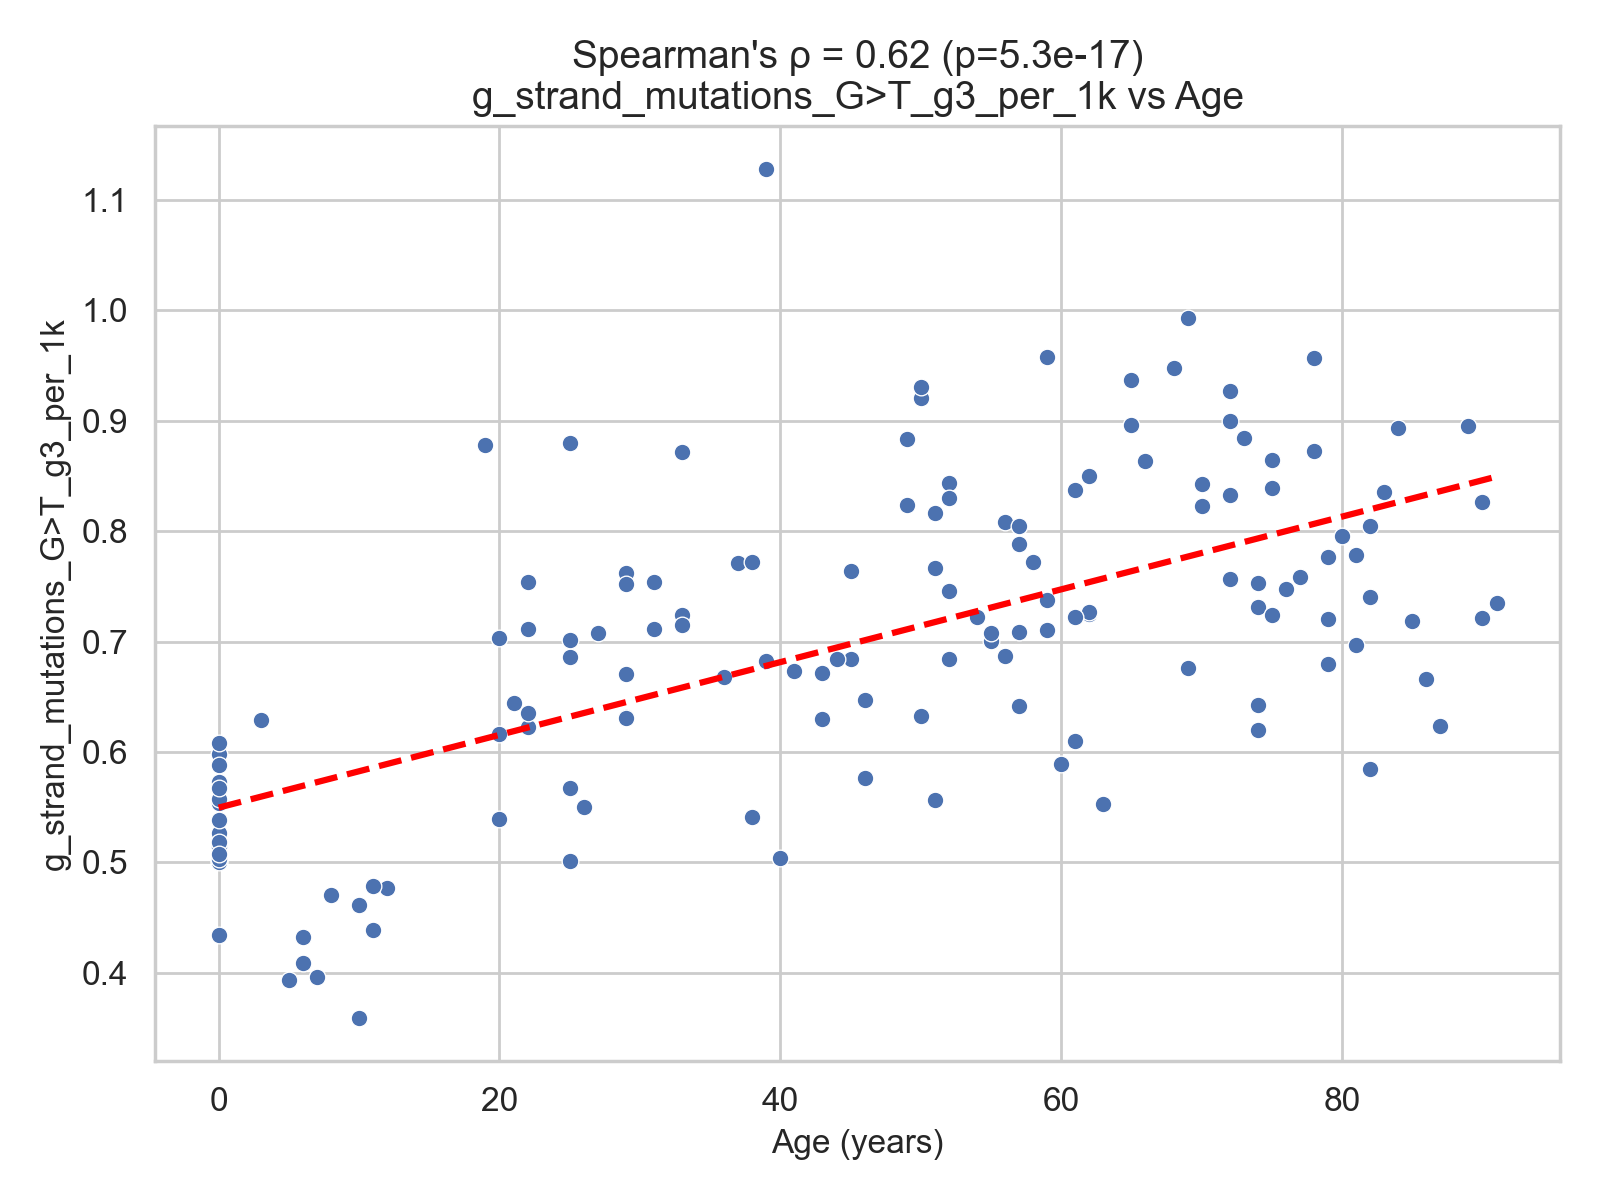 Spearman's ρ = 0.62 (p=5.3e-17)
g_strand_mutations_G>T_g3_per_1k vs Age
g_strand_mutations_G>T_g3_per_1k
1.1
1.0
0.9
0.8
0.7
0.6
0.5
0.4
0 20 40 60 80
Age (years)